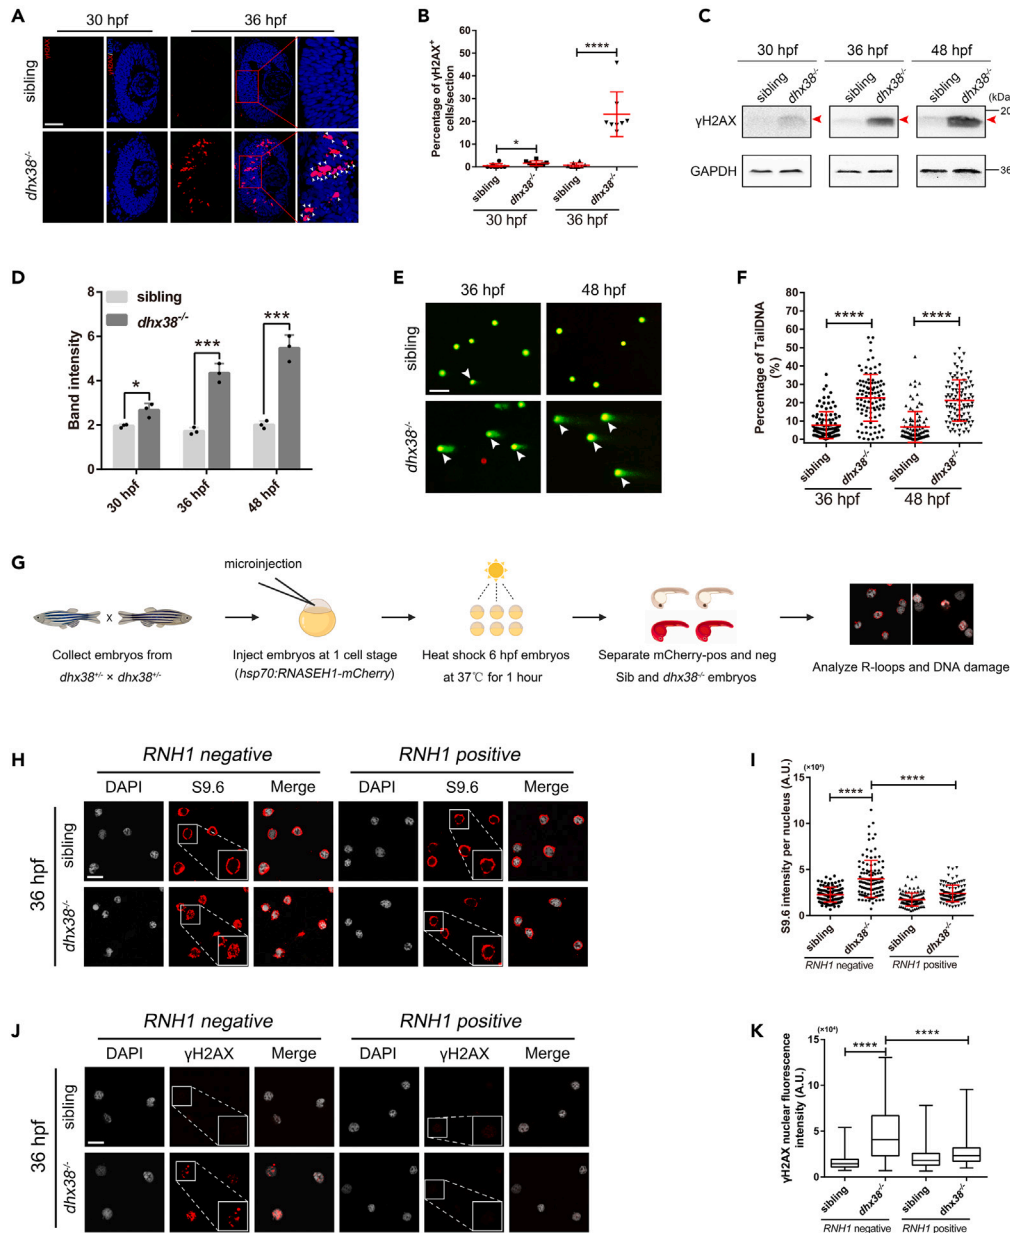 A
30 hpf
36 hpf
γH2AX
γH2AX
sibling
dhx38-/-
B
Percentage of γH2AX+
cells/section
60
50
40
30
20
10
0
*
****
sibling
dhx38-/-
sibling
dhx38-/-
30 hpf
36 hpf
C
30 hpf
36 hpf
48 hpf
sibling
dhx38-/-
sibling
dhx38-/-
sibling
dhx38-/-
(kDa)
γH2AX
20
GAPDH
36
D
sibling
dhx38-/-
Band intensity
8
6
4
2
0
*
***
***
30 hpf
36 hpf
48 hpf
E
36 hpf
48 hpf
sibling
dhx38-/-
F
Percentage of TailDNA
(%)
80
70
60
50
40
30
20
10
0
****
****
sibling
dhx38-/-
sibling
dhx38-/-
36 hpf
48 hpf
G
microinjection
x
Collect embryos from
dhx38+/- × dhx38+/-
Inject embryos at 1 cell stage
(hsp70:RNASEH1-mCherry)
Heat shock 6 hpf embryos
at 37℃ for 1 hour
Separate mCherry-pos and neg
Sib and dhx38-/- embryos
Analyze R-loops and DNA damage
H
RNH1 negative
RNH1 positive
DAPI
S9.6
Merge
DAPI
S9.6
Merge
36 hpf
sibling
dhx38-/-
I
S9.6 intensity per nucleus (A.U.)
(×10⁴)
15
10
5
0
****
****
sibling
dhx38-/-
sibling
dhx38-/-
RNH1 negative
RNH1 positive
J
RNH1 negative
RNH1 positive
DAPI
γH2AX
Merge
DAPI
γH2AX
Merge
36 hpf
sibling
dhx38-/-
K
γH2AX nuclear fluorescence
intensity (A.U.)
(×10⁴)
15
10
5
0
****
****
sibling
dhx38-/-
sibling
dhx38-/-
RNH1 negative
RNH1 positive